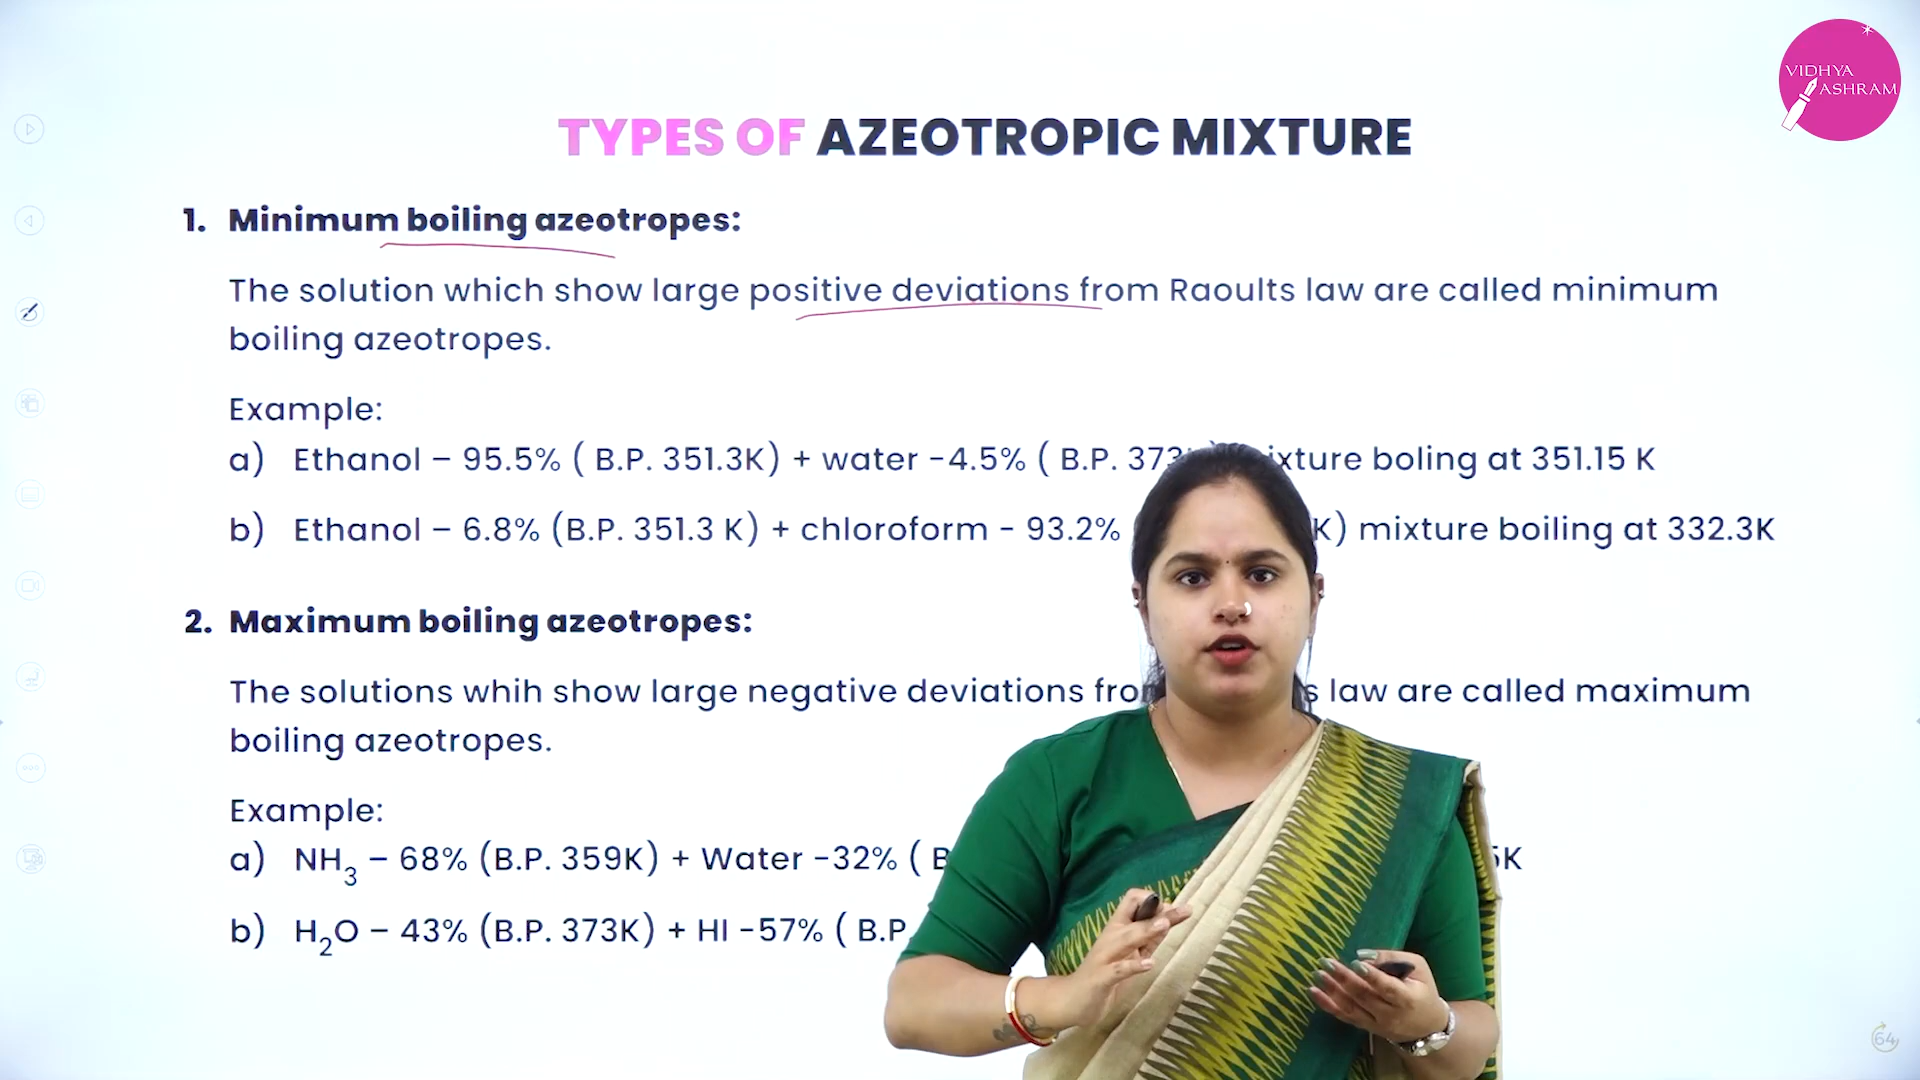 VIDHYA
ASHRAM
TYPES OF AZEOTROPIC MIXTURE
1. Minimum boiling azeotropes:
The solution which show large positive deviations from Raoults law are called minimum
boiling azeotropes.
Example:
a) Ethanol – 95.5% ( B.P. 351.3K) + water -4.5% ( B.P. 373 boling at 351.15 K
b) Ethanol – 6.8% (B.P. 351.3 K) + chloroform - 93.2% K) mixture boiling at 332.3K
2. Maximum boiling azeotropes:
The solutions whih show large negative deviations law are called maximum
boiling azeotropes.
Example:
a) NH3 – 68% (B.P. 359K) + Water -32% (
b) H2O – 43% (B.P. 373K) + HI -57% ( B.P.
64